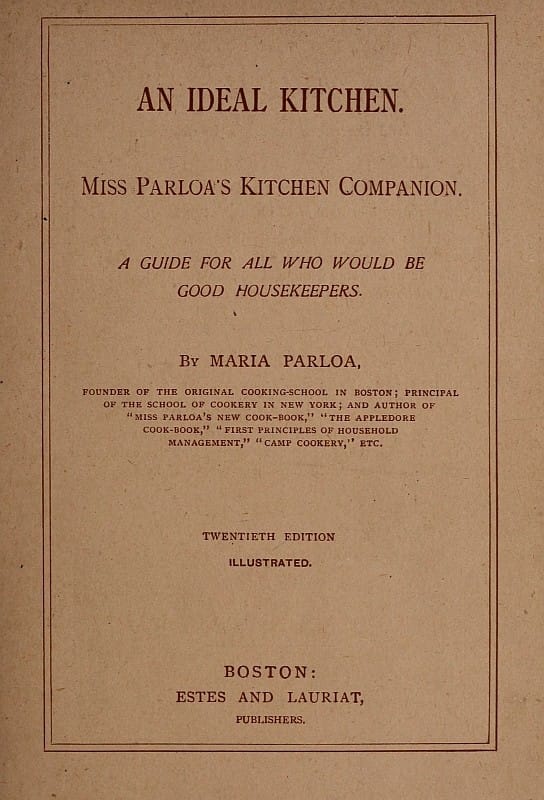 AN IDEAL KITCHEN.
MISS PARLOA'S KITCHEN COMPANION.
A GUIDE FOR ALL WHO WOULD BE
GOOD HOUSEKEEPERS.
BY MARIA PARLOA,
FOUNDER OF THE ORIGINAL COOKING-SCHOOL IN BOSTON; PRINCIPAL
OF THE SCHOOL OF COOKERY IN NEW YORK; AND AUTHOR OF
"MISS PARLOA'S NEW COOK-BOOK," "THE APPLEDORE
COOK-BOOK," "FIRST PRINCIPLES OF HOUSEHOLD
MANAGEMENT," "CAMP COOKERY," ETC.
TWENTIETH EDITION
ILLUSTRATED.
BOSTON:
ESTES AND LAURIAT,
PUBLISHERS.